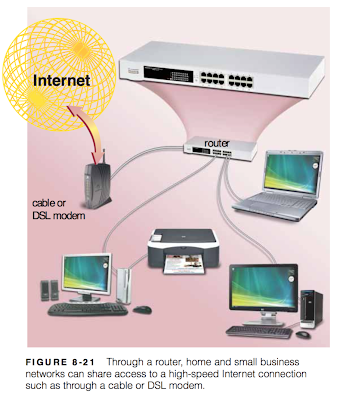 Internet
router
cable or
DSL modem
FIGURE 8-21 Through a router, home and small business
networks can share access to a high-speed Internet connection
such as through a cable or DSL modem.